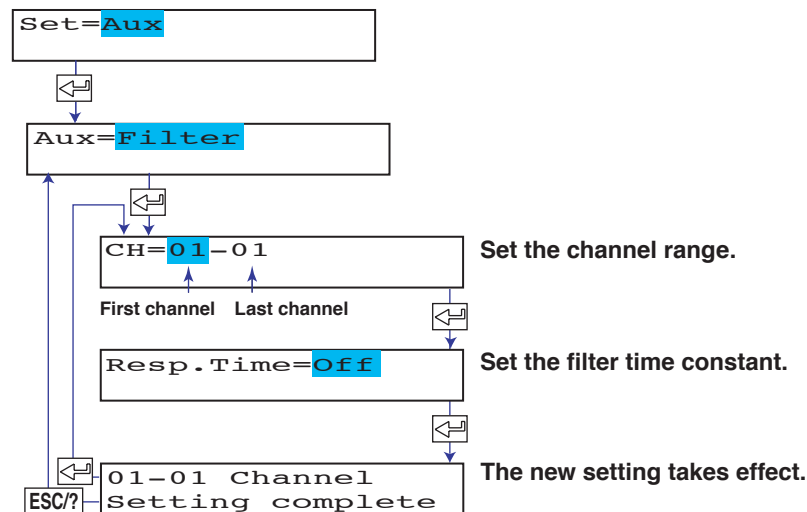 Set=Aux
Aux=Filter
CH=01-01
Set the channel range.
First channel Last channel
Resp.Time=Off
Set the filter time constant.
01-01 Channel
Setting complete
The new setting takes effect.
ESC/?